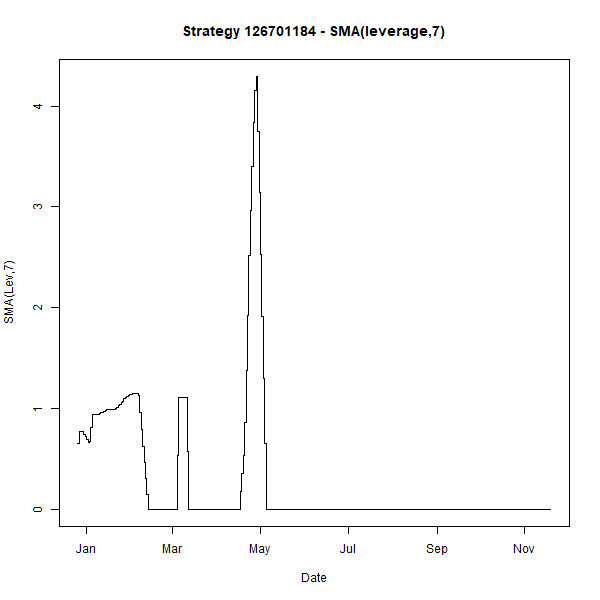 Strategy 126701184 - SMA(leverage,7)
SMA(Lev,7)
4
3
2
1
0
Jan Mar May Jul Sep Nov
Date